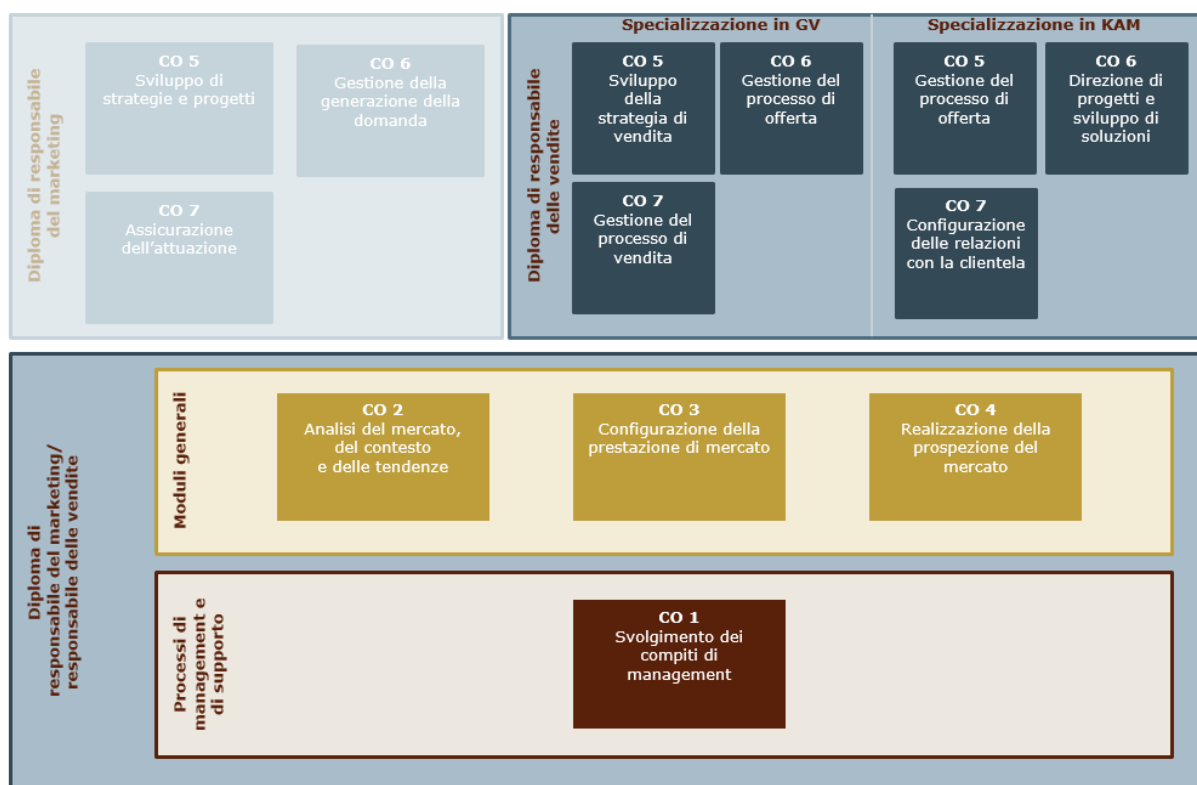 Diploma di responsabile
del marketing
CO 5
Sviluppo di
strategie e progetti
CO 6
Gestione della
generazione della
domanda
CO 7
Assicurazione
dell’attuazione
Diploma di responsabile
delle vendite
Specializzazione in GV
CO 5
Sviluppo
della
strategia di
vendita
CO 6
Gestione del
processo di
offerta
CO 7
Gestione del
processo di
vendita
Specializzazione in KAM
CO 5
Gestione del
processo di
offerta
CO 6
Direzione di
progetti e
sviluppo di
soluzioni
CO 7
Configurazione
delle relazioni
con la clientela
Diploma di
responsabile del marketing/
responsabile delle vendite
Moduli generali
CO 2
Analisi del mercato,
del contesto
e delle tendenze
CO 3
Configurazione della
prestazione di mercato
CO 4
Realizzazione della
prospezione del
mercato
Processi di
management e
di supporto
CO 1
Svolgimento dei
compiti di
management